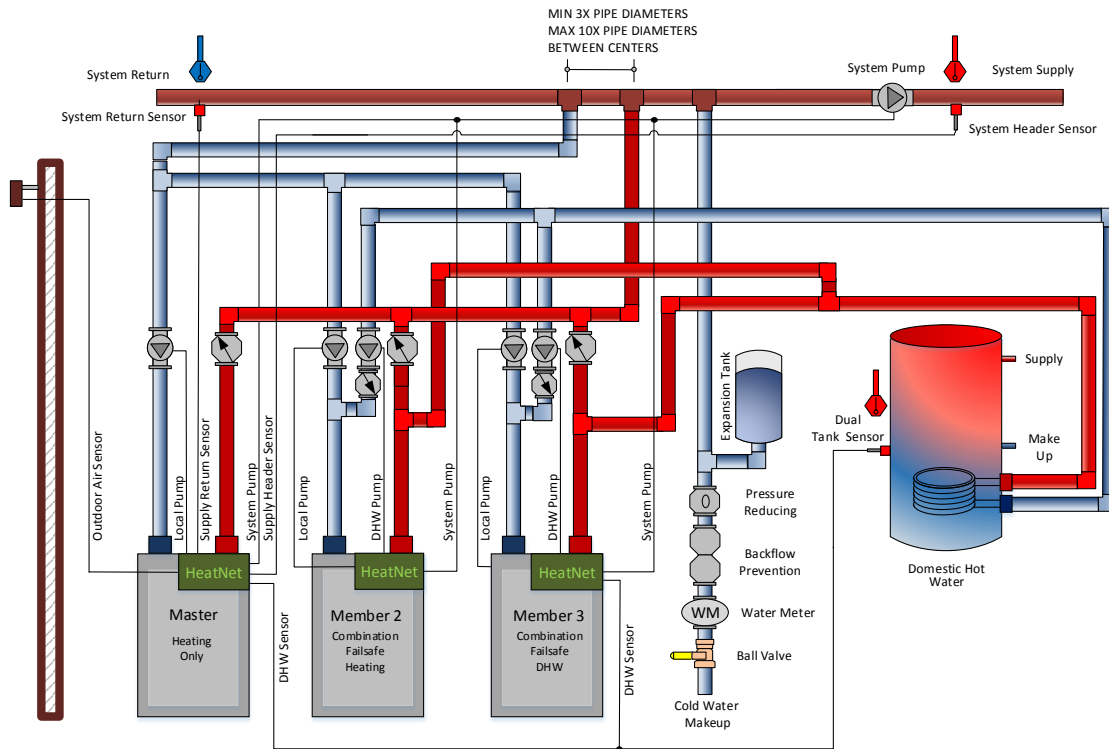 MIN 3X PIPE DIAMETERS
MAX 10X PIPE DIAMETERS
BETWEEN CENTERS
System Return
System Pump
System Supply
System Return Sensor
System Header Sensor
Outdoor Air Sensor
Local Pump
Supply Return Sensor
System Pump
Supply Header Sensor
Local Pump
DHW Pump
System Pump
Local Pump
DHW Pump
System Pump
Expansion Tank
Supply
Dual
Tank Sensor
Make
Up
0
Pressure
Reducing
Backflow
Prevention
WM
Water Meter
Ball Valve
Cold Water
Makeup
Domestic Hot
Water
HeatNet
Master
Heating
Only
DHW Sensor
HeatNet
Member 2
Combination
Failsafe
Heating
HeatNet
Member 3
Combination
Failsafe
DHW
DHW Sensor